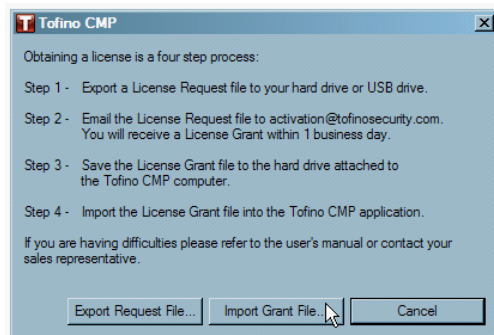 Tofino CMP
Obtaining a license is a four step process:
Step 1 - Export a License Request file to your hard drive or USB drive.
Step 2 - Email the License Request file to activation@tofinosecurity.com.
You will receive a License Grant within 1 business day.
Step 3 - Save the License Grant file to the hard drive attached to
the Tofino CMP computer.
Step 4 - Import the License Grant file into the Tofino CMP application.
If you are having difficulties please refer to the user's manual or contact your
sales representative.
Export Request File... Import Grant File... Cancel